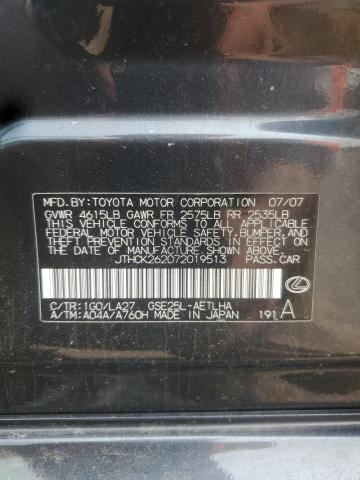 MFD.BY:TOYOTA MOTOR CORPORATION 07/07
GVWR 4615LB GAWR FR 2575LB RR 2535LB
THIS VEHICLE CONFORMS TO ALL APPLICABLE
FEDERAL MOTOR VEHICLE SAFETY, BUMPER, AND
THEFT PREVENTION STANDARDS IN EFFECT ON
THE DATE OF MANUFACTURE SHOWN ABOVE.
JTHCK262072019513 PASS.CAR
C/TR:1G0/LA27 GSE25L-AETLHA
A/TM:A04A/A760H MADE IN JAPAN 191 A